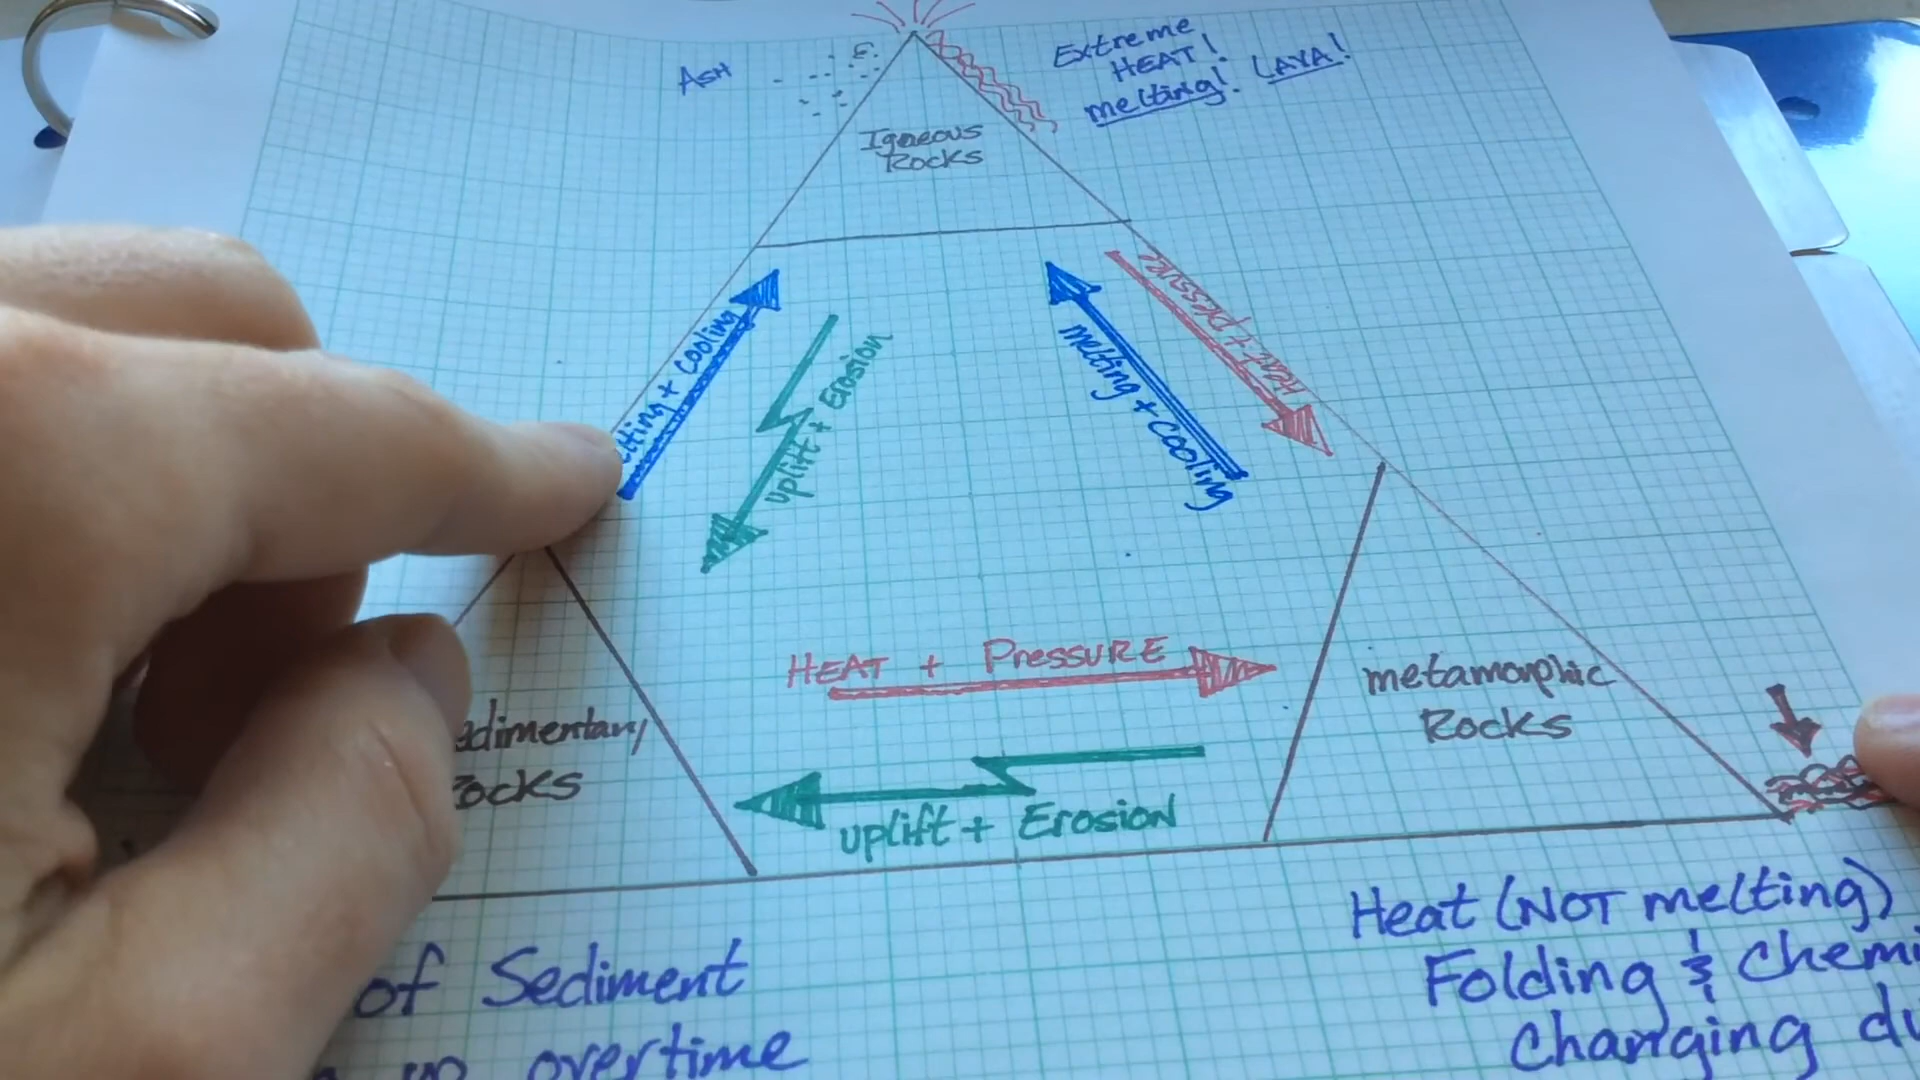 Ash
Extreme
HEAT!
melting! LAVA!
Igneous
Rocks
+ cooling
uplift + Erosion
melting + cooling
Heat + pressure
HEAT + PressURE
uplift + Erosion
metamorphic
Rocks
Heat (NOT melting)
Folding &
Changing
of Sediment
overtime